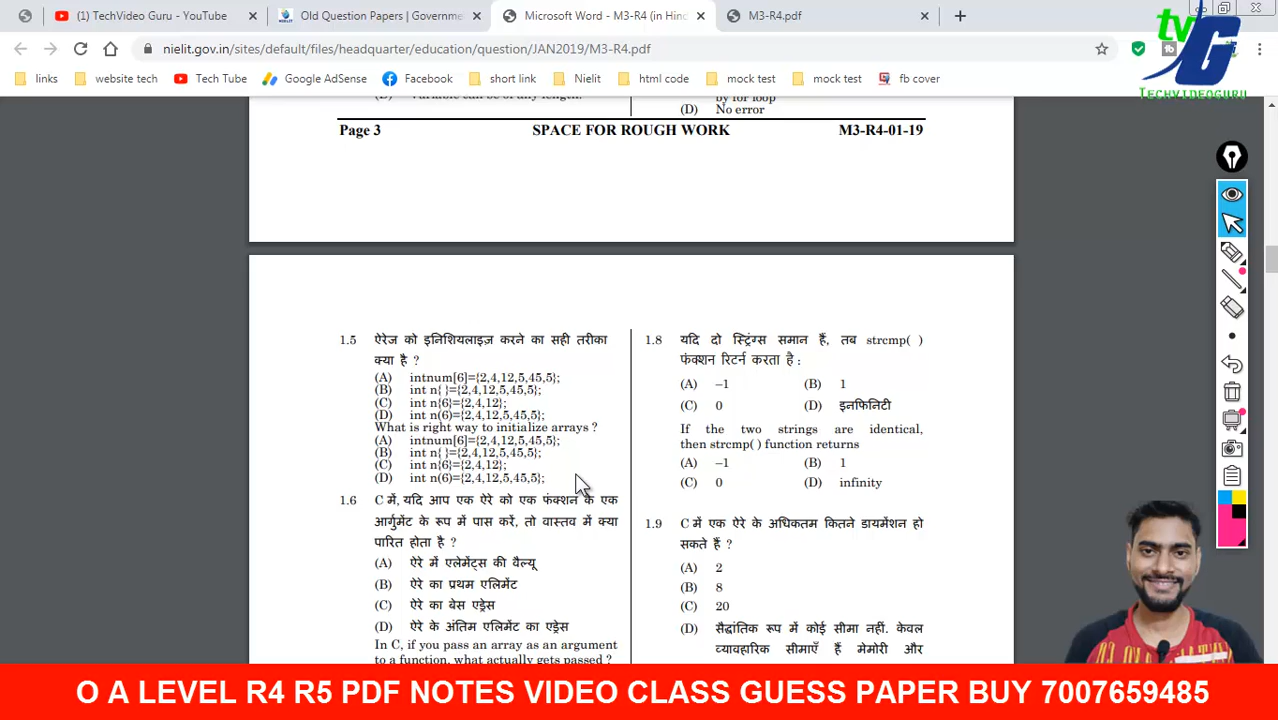 (1) TechVideo Guru - YouTube
Old Question Papers | Governme
Microsoft Word - M3-R4 (in Hind
M3-R4.pdf
nielit.gov.in/sites/default/files/headquarter/education/question/JAN2019/M3-R4.pdf
links
website tech
Tech Tube
Google AdSense
Facebook
short link
Nielit
html code
mock test
mock test
fb cover
tv
G
TECHVIDEOGURU
(D) Variable can be of any length.
by for loop
(D) No error
Page 3 SPACE FOR ROUGH WORK M3-R4-01-19
1.5 ऐरेज को इनिशियलाइज़ करने का सही तरीका
क्या है ?
(A) intnum[6]={2,4,12,5,45,5};
(B) int n{ }={2,4,12,5,45,5};
(C) int n{6}={2,4,12};
(D) int n(6)={2,4,12,5,45,5};
What is right way to initialize arrays ?
(A) intnum[6]={2,4,12,5,45,5};
(B) int n{ }={2,4,12,5,45,5};
(C) int n{6}={2,4,12};
(D) int n(6)={2,4,12,5,45,5};
1.6 C में, यदि आप एक ऐरे को एक फंक्शन के एक
आर्गुमेंट के रूप में पास करें, तो वास्तव में क्या
पारित होता है ?
(A) ऐरे में एलेमेंट्स की वैल्यू
(B) ऐरे का प्रथम एलिमेंट
(C) ऐरे का बेस एड्रेस
(D) ऐरे के अंतिम एलिमेंट का एड्रेस
In C, if you pass an array as an argument
to a function, what actually gets passed ?
1.8 यदि दो स्ट्रिंग्स समान हैं, तब strcmp( )
फंक्शन रिटर्न करता है :
(A) –1 (B) 1
(C) 0 (D) इनफिनिटी
If the two strings are identical,
then strcmp( ) function returns
(A) –1 (B) 1
(C) 0 (D) infinity
1.9 C में एक ऐरे के अधिकतम कितने डायमेंशन हो
सकते हैं ?
(A) 2
(B) 8
(C) 20
(D) सैद्धांतिक रूप में कोई सीमा नहीं. केवल
व्यावहारिक सीमाएँ हैं मेमोरी और
O A LEVEL R4 R5 PDF NOTES VIDEO CLASS GUESS PAPER BUY 7007659485